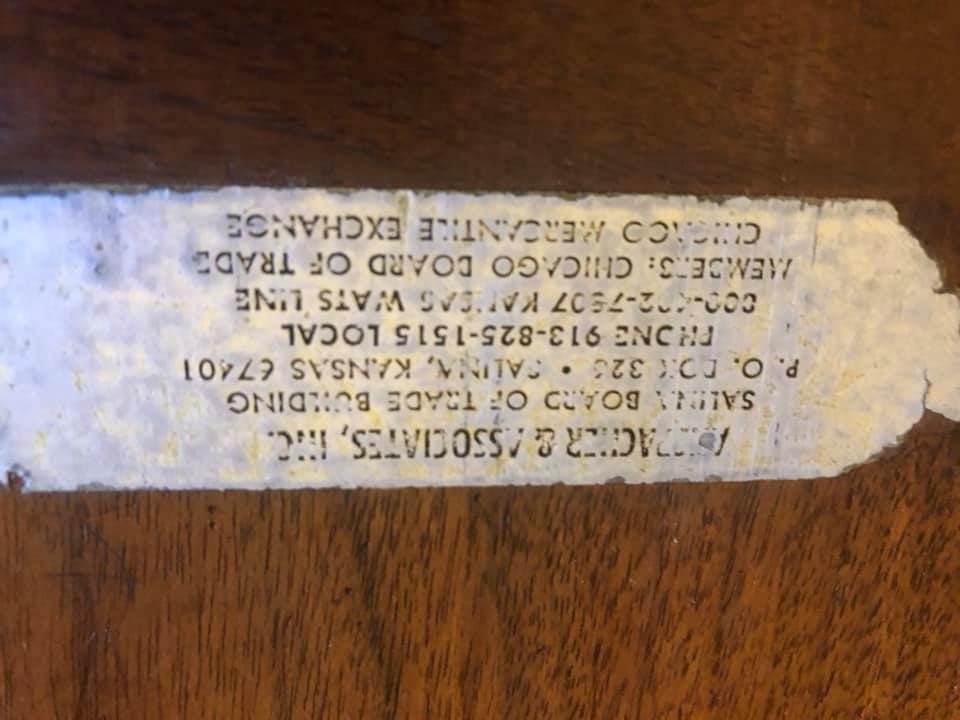 & ASSOCIATES, INC.
SALINA BOARD OF TRADE BUILDING
P. O. BOX • SALINA, KANSAS 67401
PHONE 913-825-1515 LOCAL
KANSAS WATS LINE
MEMBERS: CHICAGO BOARD OF TRADE
CHICAGO MERCANTILE EXCHANGE